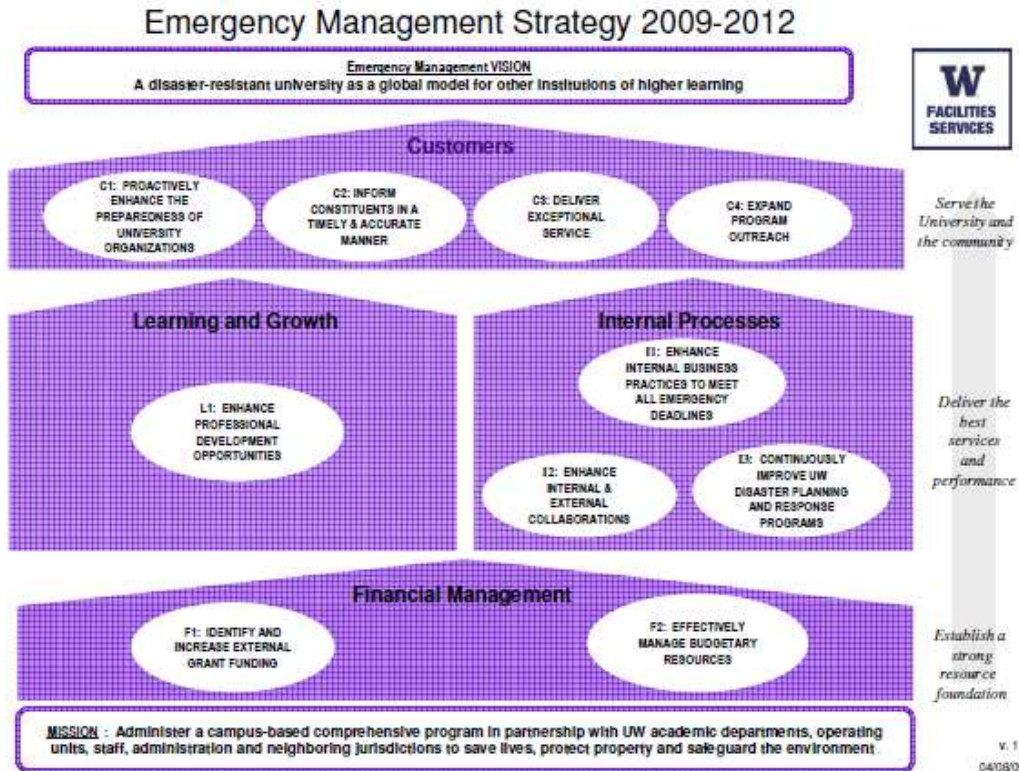 Emergency Management Strategy 2009-2012
Emergency Management VISION
A disaster-resistant university as a global model for other institutions of higher learning
W
FACILITIES
SERVICES
Customers
C1: PROACTIVELY
ENHANCE THE
PREPAREDNESS OF
UNIVERSITY
ORGANIZATIONS
C2: INFORM
CONSTITUENTS IN A
TIMELY & ACCURATE
MANNER
C3: DELIVER
EXCEPTIONAL
SERVICE
C4: EXPAND
PROGRAM
OUTREACH
Serve the
University and
the community
Learning and Growth
L1: ENHANCE
PROFESSIONAL
DEVELOPMENT
OPPORTUNITIES
Internal Processes
I1: ENHANCE
INTERNAL BUSINESS
PRACTICES TO MEET
ALL EMERGENCY
DEADLINES
I2: ENHANCE
INTERNAL &
EXTERNAL
COLLABORATIONS
I3: CONTINUOUSLY
IMPROVE UW
DISASTER PLANNING
AND RESPONSE
PROGRAMS
Deliver the
best
services
and
performance
Financial Management
F1: IDENTIFY AND
INCREASE EXTERNAL
GRANT FUNDING
F2: EFFECTIVELY
MANAGE BUDGETARY
RESOURCES
Establish a
strong
resource
foundation
MISSION : Administer a campus-based comprehensive program in partnership with UW academic departments, operating
units, staff, administration and neighboring jurisdictions to save lives, protect property and safeguard the environment
v. 1
04/08/0